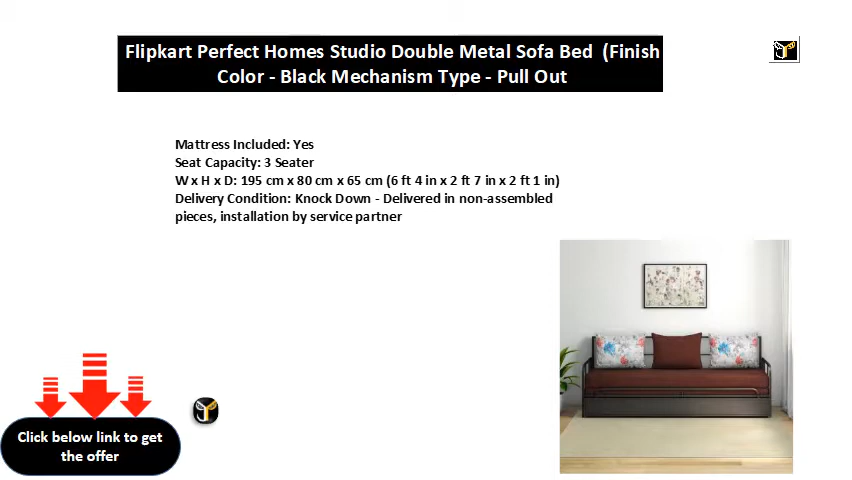 Flipkart Perfect Homes Studio Double Metal Sofa Bed (Finish
Color - Black Mechanism Type - Pull Out
Mattress Included: Yes
Seat Capacity: 3 Seater
W x H x D: 195 cm x 80 cm x 65 cm (6 ft 4 in x 2 ft 7 in x 2 ft 1 in)
Delivery Condition: Knock Down - Delivered in non-assembled
pieces, installation by service partner
Click below link to get
the offer